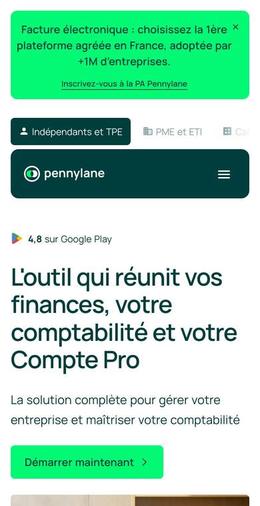 Facture électronique : choisissez la 1ère
plateforme agréée en France, adoptée par
+1M d'entreprises.
Inscrivez-vous à la PA Pennylane
Indépendants et TPE PME et ETI
pennylane
4,8 sur Google Play
L'outil qui réunit vos
finances, votre
comptabilité et votre
Compte Pro
La solution complète pour gérer votre
entreprise et maîtriser votre comptabilité
Démarrer maintenant